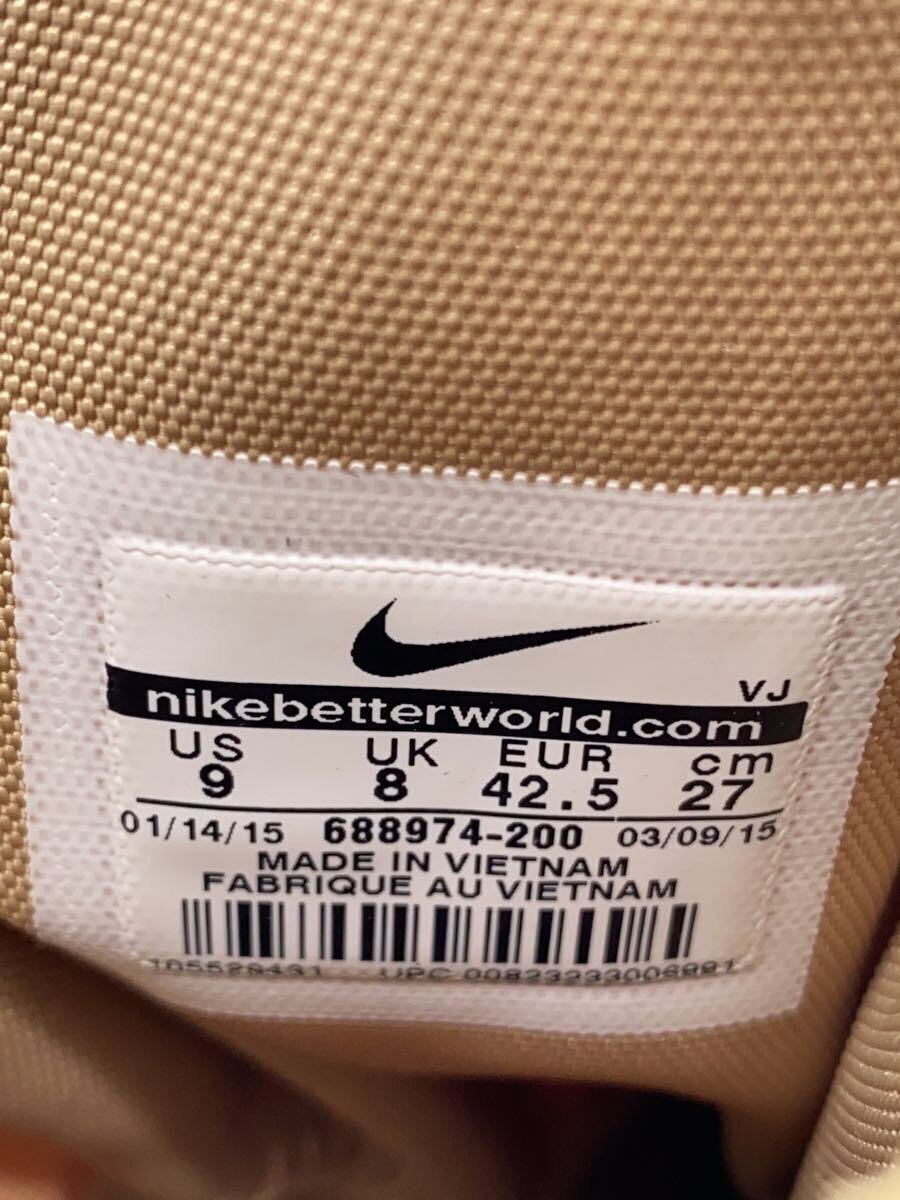 VJ
nikebetterworld.com
US UK EUR cm
9 8 42.5 27
01/14/15 688974-200 03/09/15
MADE IN VIETNAM
FABRIQUE AU VIETNAM
UPC